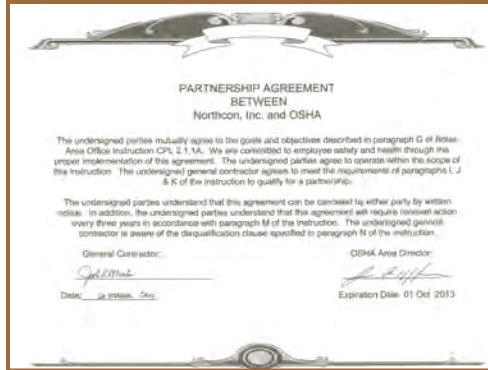 PARTNERSHIP AGREEMENT
BETWEEN
Northcon, Inc. and OSHA
The undersigned parties mutually agree to the goals and objectives described in paragraph G of Boise
Area Office Instruction CPL 2.1.1A. We are committed to employee safety and health through the
proper implementation of this agreement. The undersigned parties agree to operate within the scope of
this Instruction. The undersigned general contractor agrees to meet the requirements of paragraphs I, J
& K of the instruction to qualify for a partnership.
The undersigned parties understand that this agreement can be canceled by either party by written
notice. In addition, the undersigned parties understand that this agreement will require renewal action
every three years in accordance with paragraph M of the instruction. The undersigned general
contractor is aware of the disqualification clause specified in paragraph N of the instruction.
General Contractor:
OSHA Area Director:
Date:
Expiration Date: 01 Oct 2013